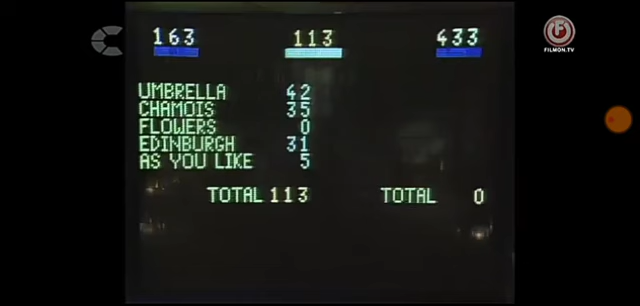 163 113 433
FILMON.TV
UMBRELLA 42
CHAMOIS 35
FLOWERS 0
EDINBURGH 31
AS YOU LIKE 5
TOTAL 113 TOTAL 0